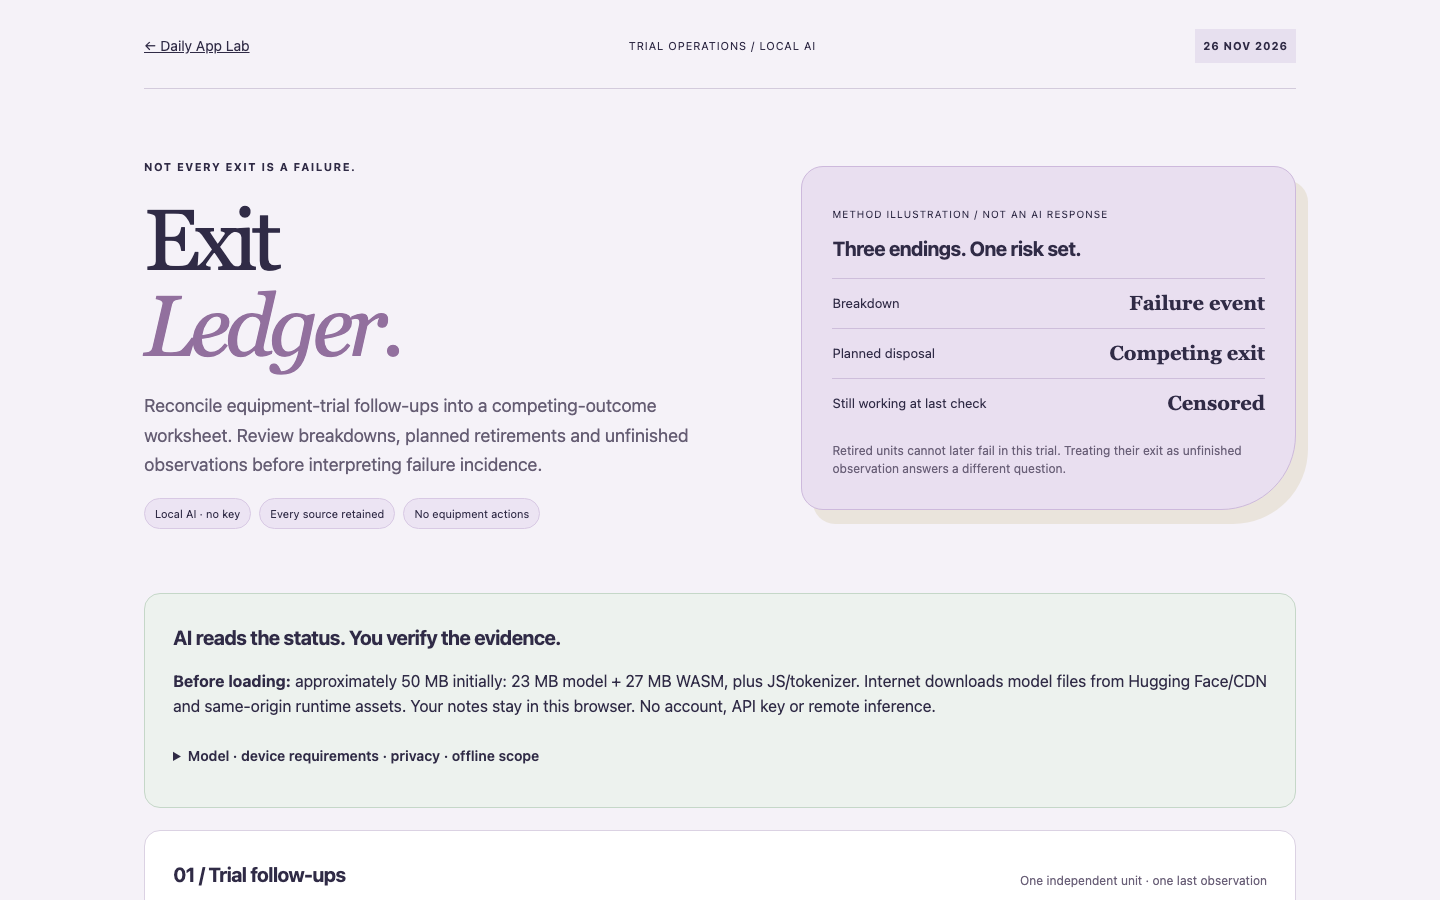 ← Daily App Lab
TRIAL OPERATIONS / LOCAL AI
26 NOV 2026
NOT EVERY EXIT IS A FAILURE.
Exit
Ledger.
Reconcile equipment-trial follow-ups into a competing-outcome
worksheet. Review breakdowns, planned retirements and unfinished
observations before interpreting failure incidence.
Local AI · no key
Every source retained
No equipment actions
METHOD ILLUSTRATION / NOT AN AI RESPONSE
Three endings. One risk set.
Breakdown
Failure event
Planned disposal
Competing exit
Still working at last check
Censored
Retired units cannot later fail in this trial. Treating their exit as unfinished
observation answers a different question.
AI reads the status. You verify the evidence.
Before loading: approximately 50 MB initially: 23 MB model + 27 MB WASM, plus JS/tokenizer. Internet downloads model files from Hugging Face/CDN
and same-origin runtime assets. Your notes stay in this browser. No account, API key or remote inference.
▶ Model · device requirements · privacy · offline scope
01 / Trial follow-ups
One independent unit · one last observation